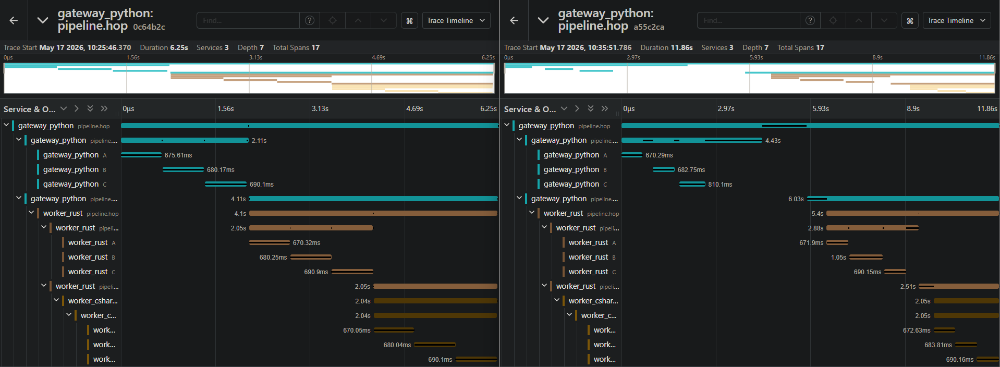 gateway_python:
pipeline.hop 0c64b2c
Find...
?
⌘
Trace Timeline
Trace Start May 17 2026, 10:25:46.370 Duration 6.25s Services 3 Depth 7 Total Spans 17
0μs 1.56s 3.13s 4.69s 6.25s
Service & O... 0μs 1.56s 3.13s 4.69s 6.25s
gateway_python pipeline.hop
gateway_python pipeline.... 2.11s
gateway_python A 675.61ms
gateway_python B 680.17ms
gateway_python C 690.1ms
gateway_python pipeline.... 4.11s
worker_rust pipeline.hop 4.1s
worker_rust pipeli... 2.05s
worker_rust A 670.32ms
worker_rust B 680.25ms
worker_rust C 690.9ms
worker_rust pipeli... 2.05s
worker_cshar... 2.04s
worker_c... 2.04s
work... 670.05ms
work... 680.04ms
work... 690.1ms
gateway_python:
pipeline.hop a55c2ca
Find...
?
⌘
Trace Timeline
Trace Start May 17 2026, 10:35:51.786 Duration 11.86s Services 3 Depth 7 Total Spans 17
0μs 2.97s 5.93s 8.9s 11.86s
Service & O... 0μs 2.97s 5.93s 8.9s 11.86s
gateway_python pipeline.hop
gateway_python pipeline.... 4.43s
gateway_python A 670.29ms
gateway_python B 682.75ms
gateway_python C 810.1ms
gateway_python pipeline.... 6.03s
worker_rust pipeline.hop 5.4s
worker_rust pipeli... 2.88s
worker_rust A 671.9ms
worker_rust B 1.05s
worker_rust C 690.15ms
worker_rust pipeli... 2.51s
worker_cshar... 2.05s
worker_c... 2.05s
work... 672.63ms
work... 683.81ms
work... 690.16ms